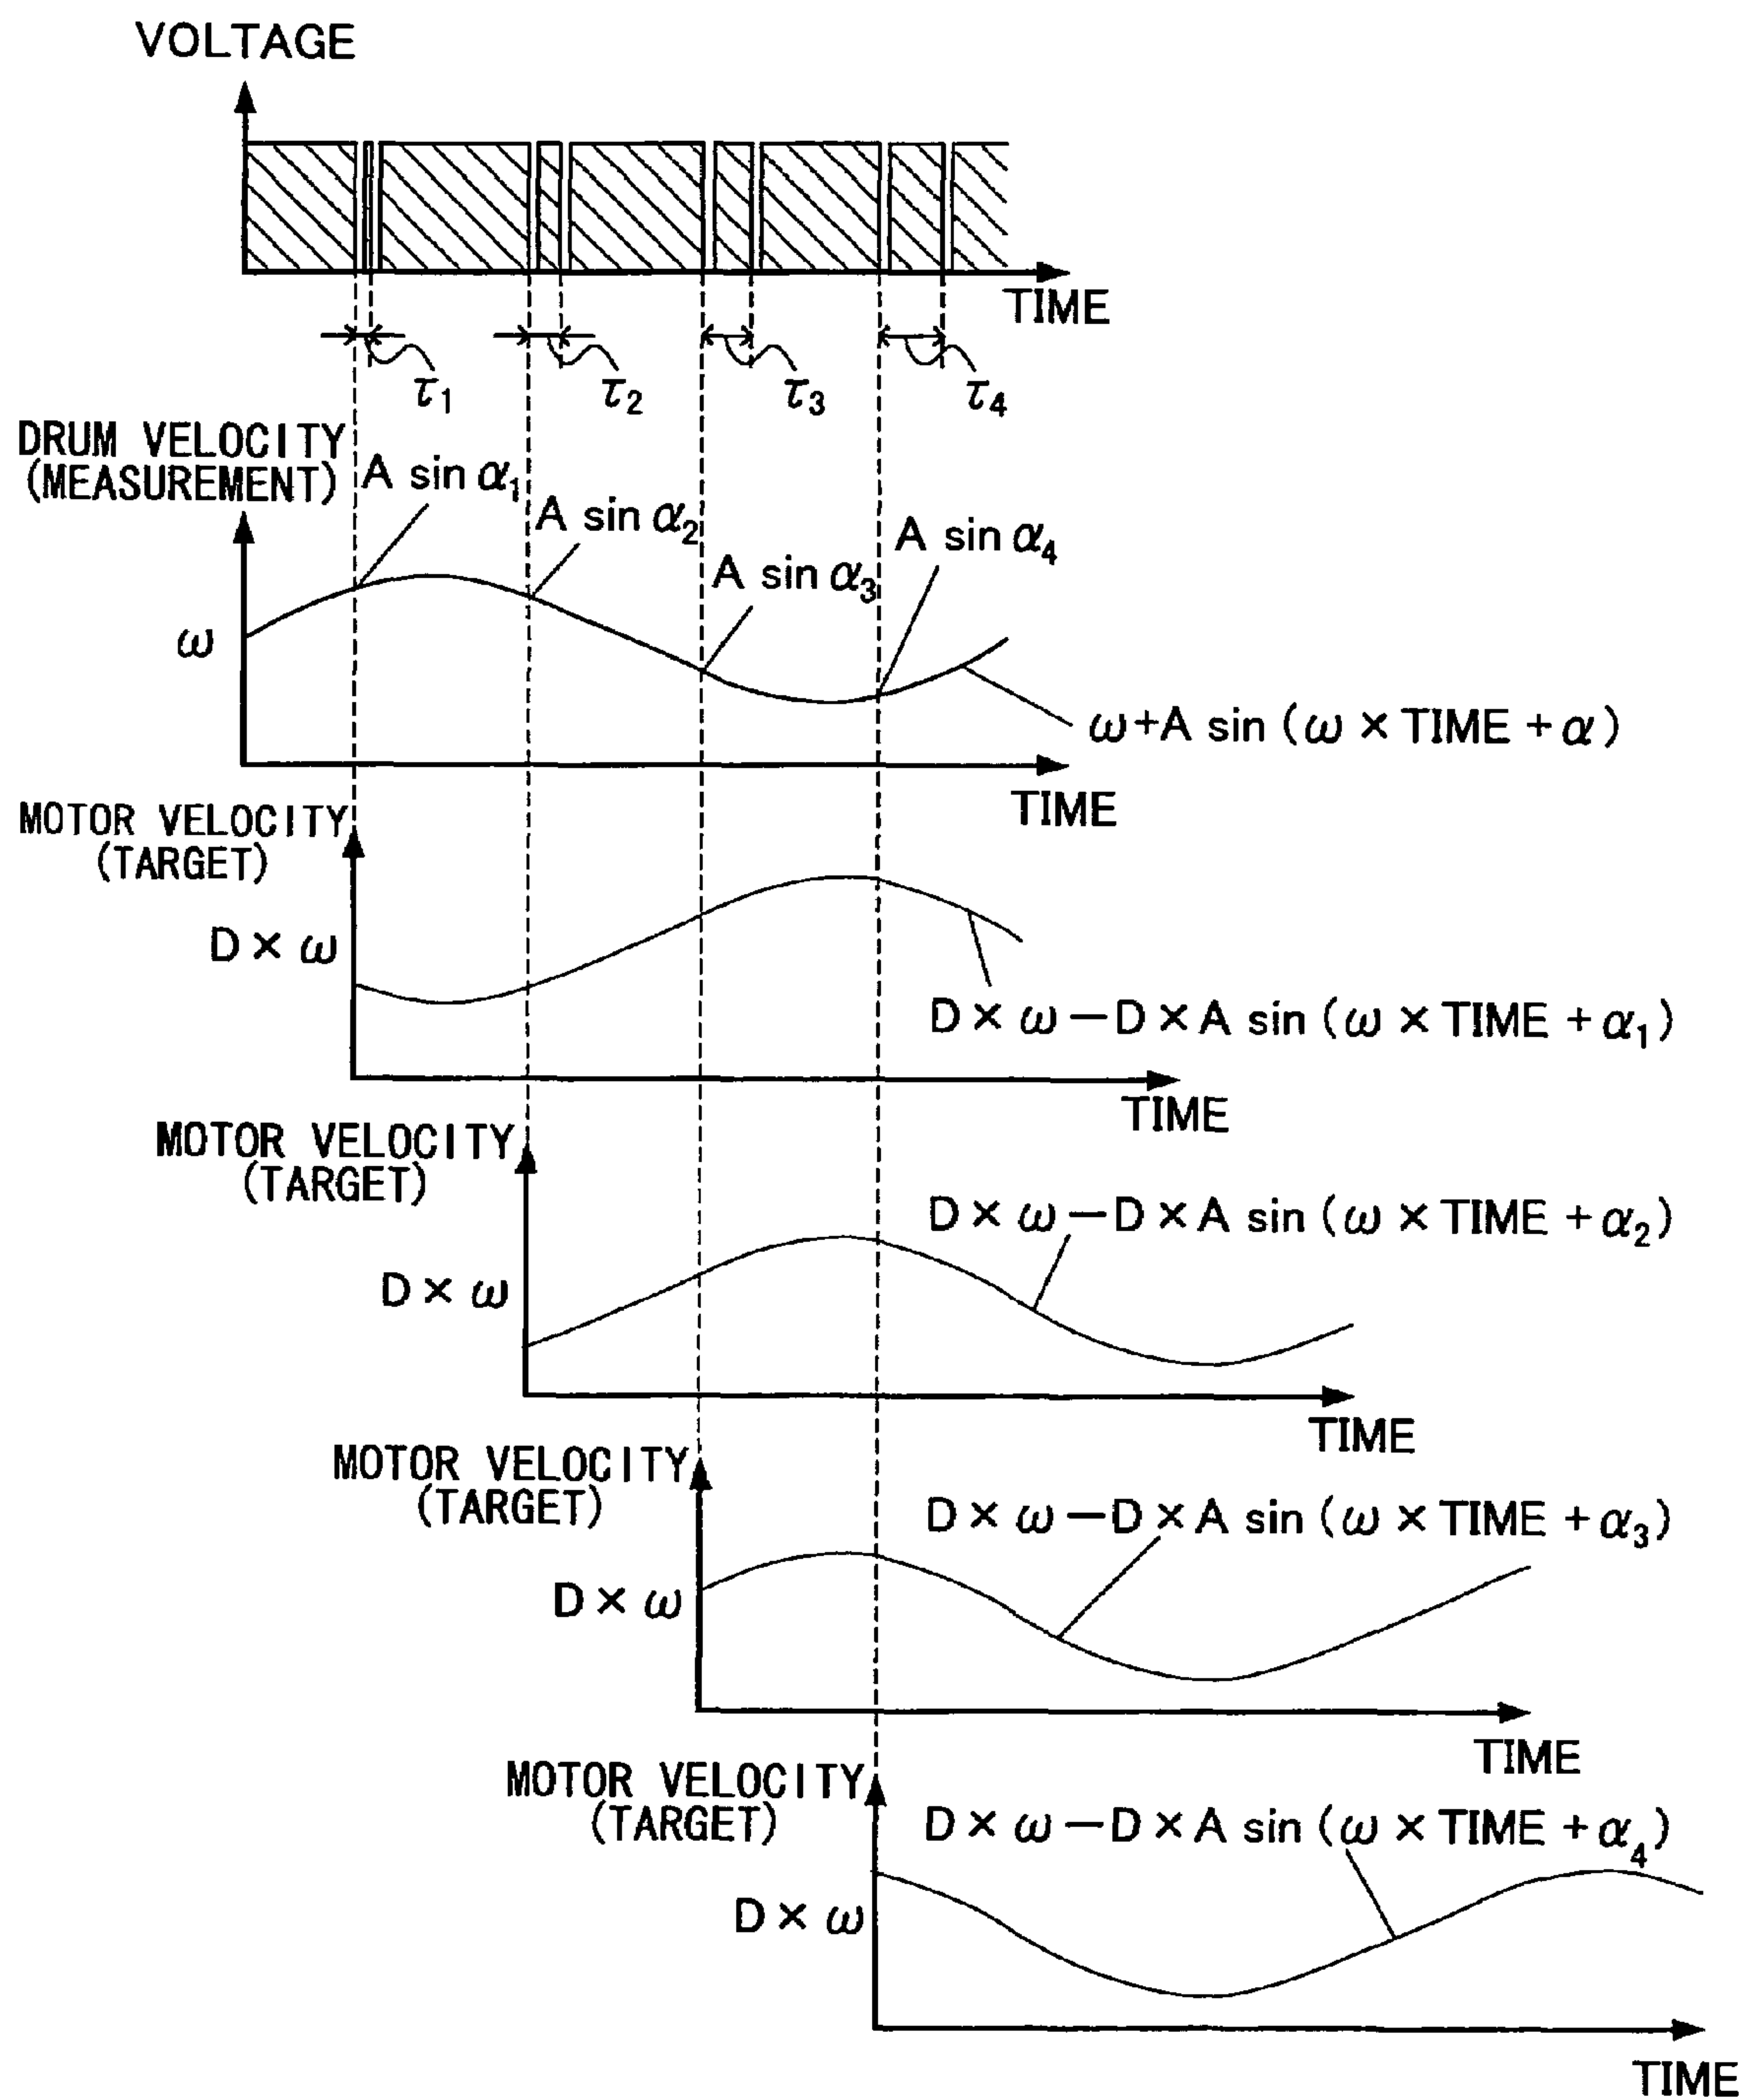 VOLTAGE
TIME
τ1 τ2 τ3 τ4
DRUM VELOCITY
(MEASUREMENT)
A sin α1
A sin α2
A sin α3
A sin α4
ω
ω+A sin (ω × TIME + α)
TIME
MOTOR VELOCITY
(TARGET)
D × ω
D × ω − D × A sin (ω × TIME + α1)
TIME
MOTOR VELOCITY
(TARGET)
D × ω − D × A sin (ω × TIME + α2)
D × ω
TIME
MOTOR VELOCITY
(TARGET)
D × ω − D × A sin (ω × TIME + α3)
D × ω
TIME
MOTOR VELOCITY
(TARGET)
D × ω − D × A sin (ω × TIME + α4)
D × ω
TIME